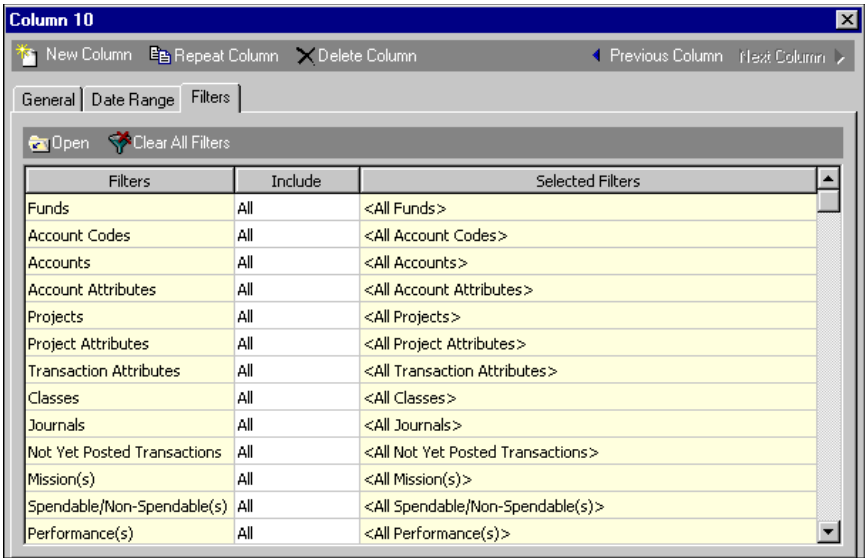 Column 10
New Column Repeat Column Delete Column Previous Column Next Column
General Date Range Filters
Open Clear All Filters
Filters Include Selected Filters
Funds All <All Funds>
Account Codes All <All Account Codes>
Accounts All <All Accounts>
Account Attributes All <All Account Attributes>
Projects All <All Projects>
Project Attributes All <All Project Attributes>
Transaction Attributes All <All Transaction Attributes>
Classes All <All Classes>
Journals All <All Journals>
Not Yet Posted Transactions All <All Not Yet Posted Transactions>
Mission(s) All <All Mission(s)>
Spendable/Non-Spendable(s) All <All Spendable/Non-Spendable(s)>
Performance(s) All <All Performance(s)>